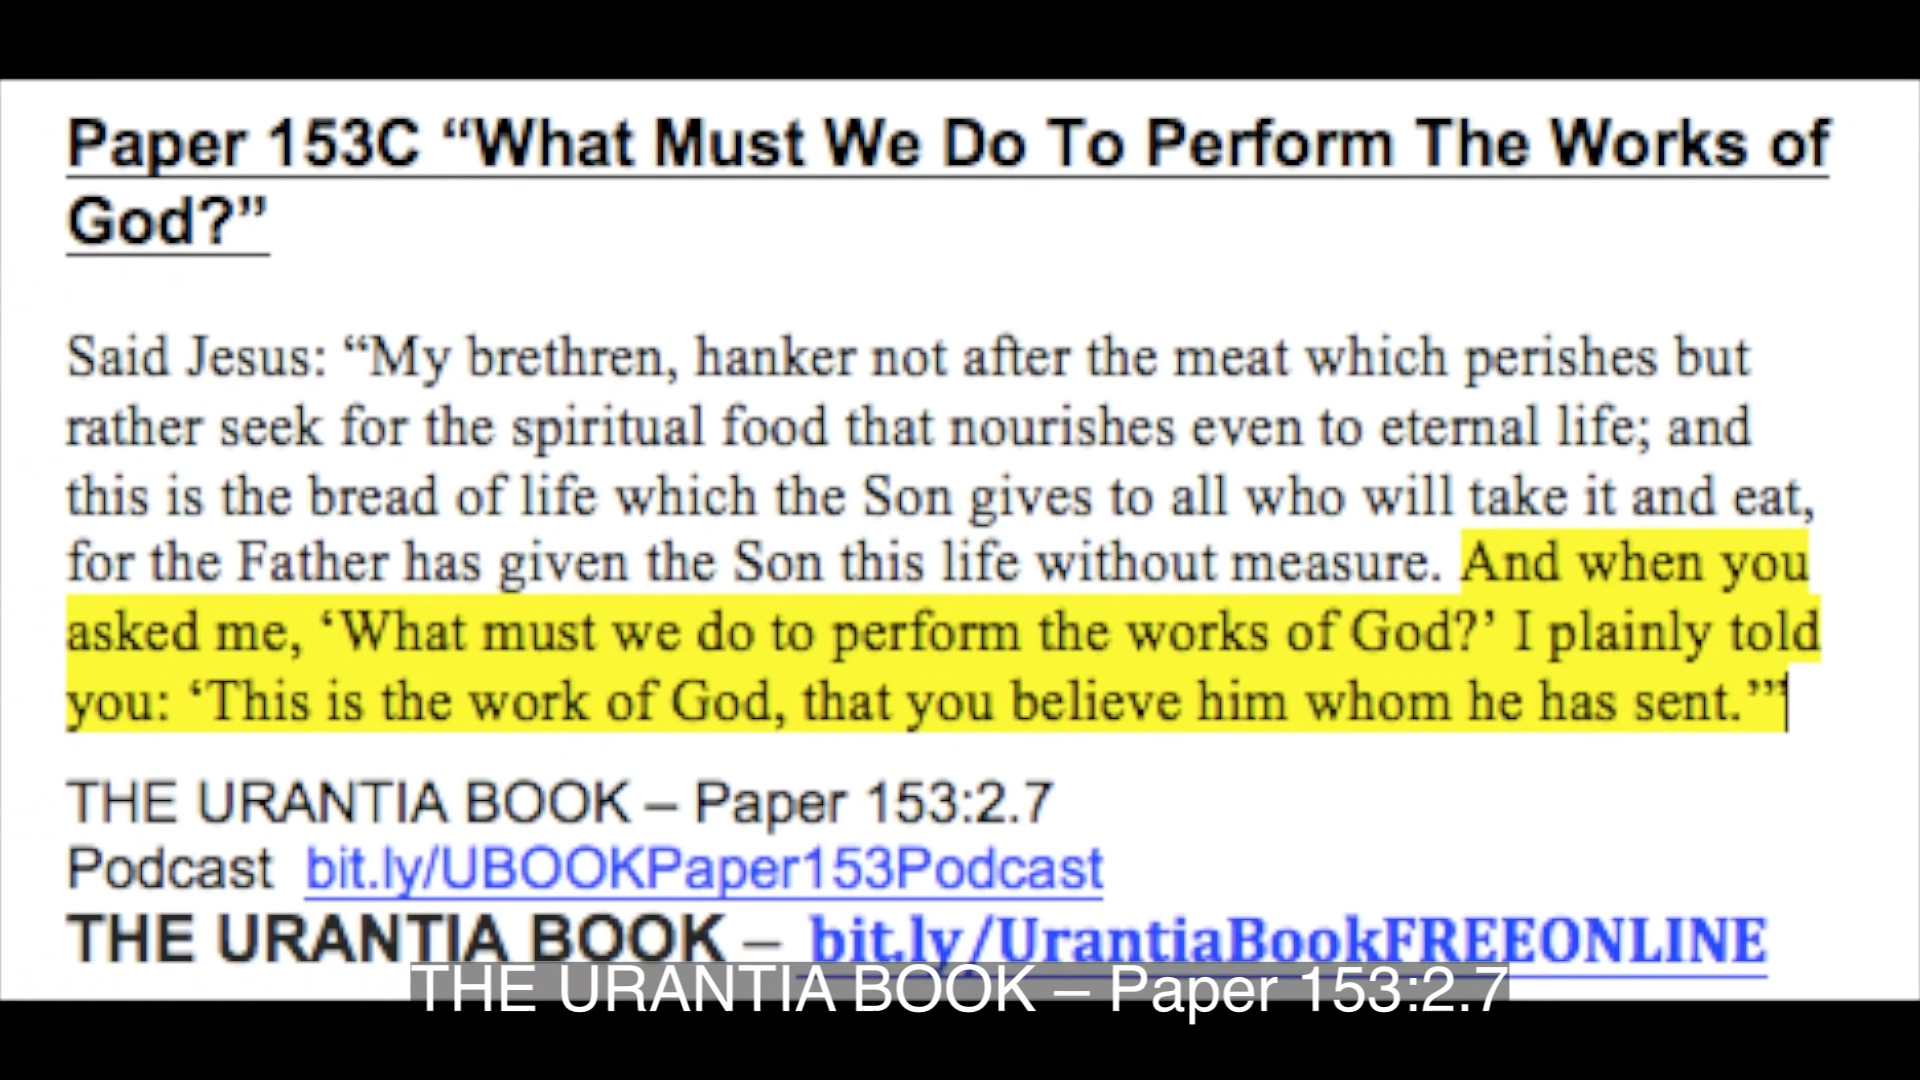 Paper 153C “What Must We Do To Perform The Works of
God?”
Said Jesus: “My brethren, hanker not after the meat which perishes but
rather seek for the spiritual food that nourishes even to eternal life; and
this is the bread of life which the Son gives to all who will take it and eat,
for the Father has given the Son this life without measure. And when you
asked me, ‘What must we do to perform the works of God?’ I plainly told
you: ‘This is the work of God, that you believe him whom he has sent.’”
THE URANTIA BOOK – Paper 153:2.7
Podcast bit.ly/UBOOKPaper153Podcast
THE URANTIA BOOK – bit.ly/UrantiaBookFREEONLINE
THE URANTIA BOOK – Paper 153:2.7